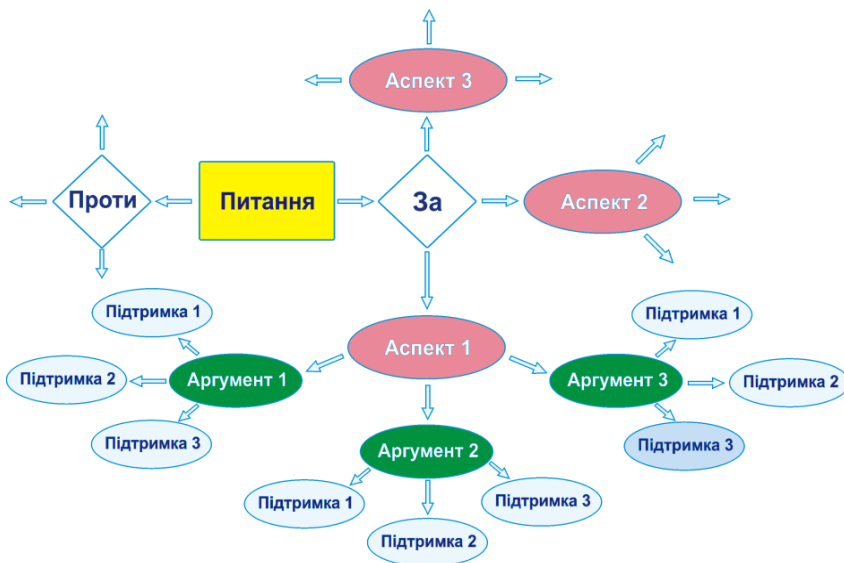 Аспект 3
Проти
Питання
За
Аспект 2
Підтримка 1
Підтримка 1
Аспект 1
Підтримка 2
Аргумент 1
Аргумент 3
Підтримка 2
Підтримка 3
Аргумент 2
Підтримка 3
Підтримка 1
Підтримка 3
Підтримка 2